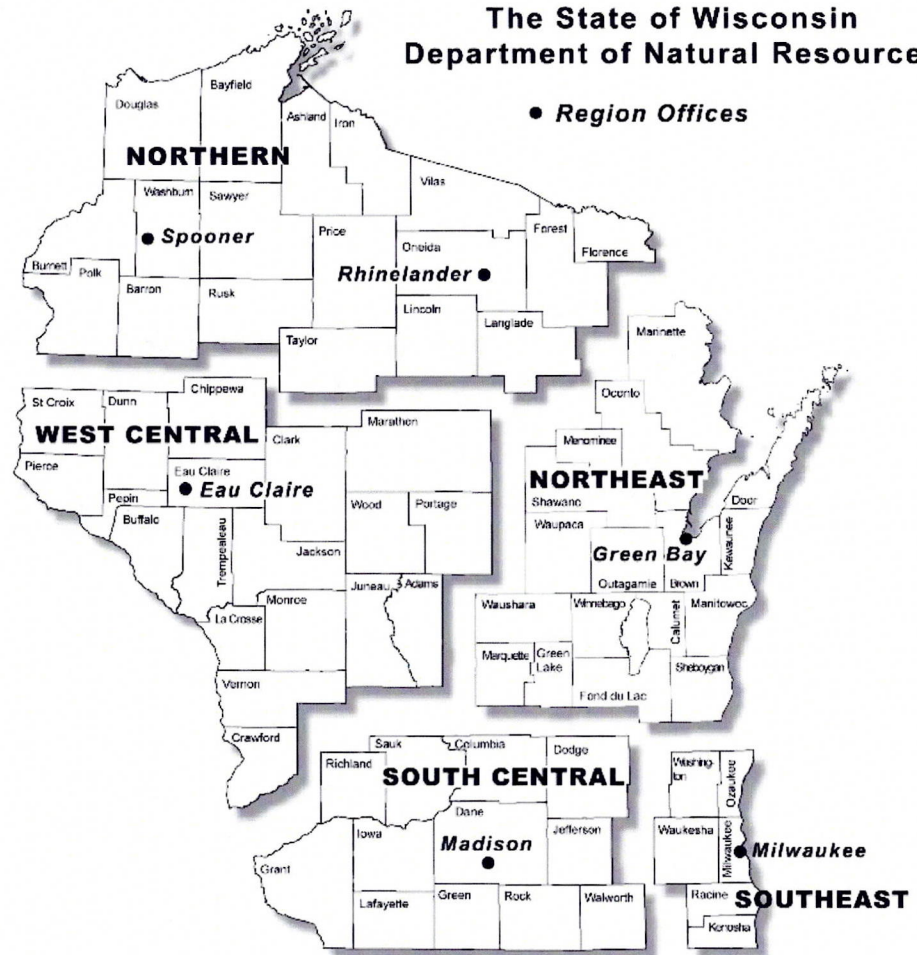 The State of Wisconsin
Department of Natural Resource
Region Offices
Douglas
Bayfield
Ashland
Iron
NORTHERN
Vilas
Washburn
Sawyer
Spooner
Price
Oneida
Forest
Florence
Rhinelander
Burnett
Polk
Barron
Rusk
Lincoln
Langlade
Taylor
Marinette
St Croix
Dunn
Chippewa
Oconto
WEST CENTRAL
Clark
Marathon
Menominee
Pierce
Eau Claire
Eau Claire
NORTHEAST
Pepin
Wood
Portage
Shawano
Door
Buffalo
Trempealeau
Jackson
Waupaca
Green Bay
Kewaunee
Outagamie
Brown
Juneau
Adams
Monroe
La Crosse
Waushara
Winnebago
Calumet
Manitowoc
Marquette
Green
Lake
Sheboygan
Vernon
Fond du Lac
Crawford
Sauk
Columbia
Dodge
Richland
SOUTH CENTRAL
Washing-
ton
Ozaukee
Dane
Iowa
Jefferson
Waukesha
Milwaukee
Milwaukee
Madison
Grant
Lafayette
Green
Rock
Walworth
Racine
SOUTHEAST
Kenosha